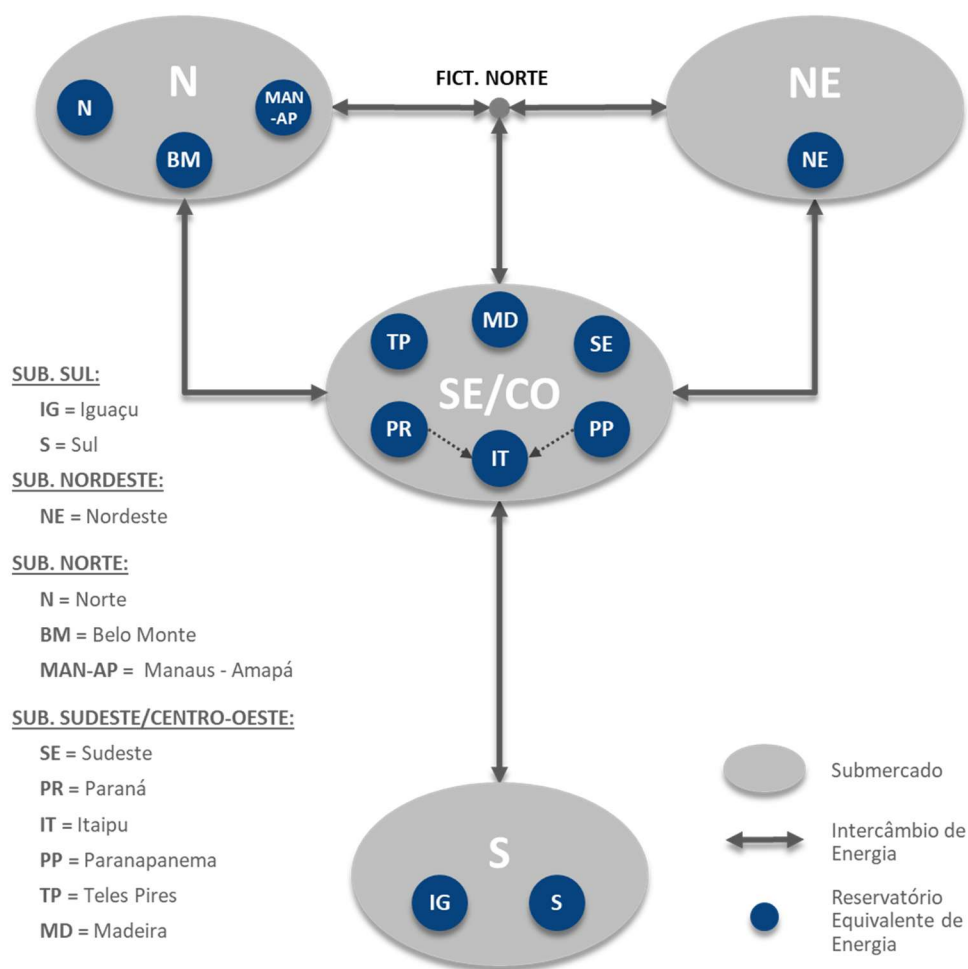 FICT. NORTE
N
N
MAN
-AP
BM
NE
NE
MD
TP
SE
SE/CO
PR
PP
IT
SUB. SUL:
IG = Iguaçu
S = Sul
SUB. NORDESTE:
NE = Nordeste
SUB. NORTE:
N = Norte
BM = Belo Monte
MAN-AP = Manaus - Amapá
SUB. SUDESTE/CENTRO-OESTE:
SE = Sudeste
PR = Paraná
IT = Itaipu
PP = Paranapanema
TP = Teles Pires
MD = Madeira
S
IG
S
Submercado
Intercâmbio de
Energia
Reservatório
Equivalente de
Energia